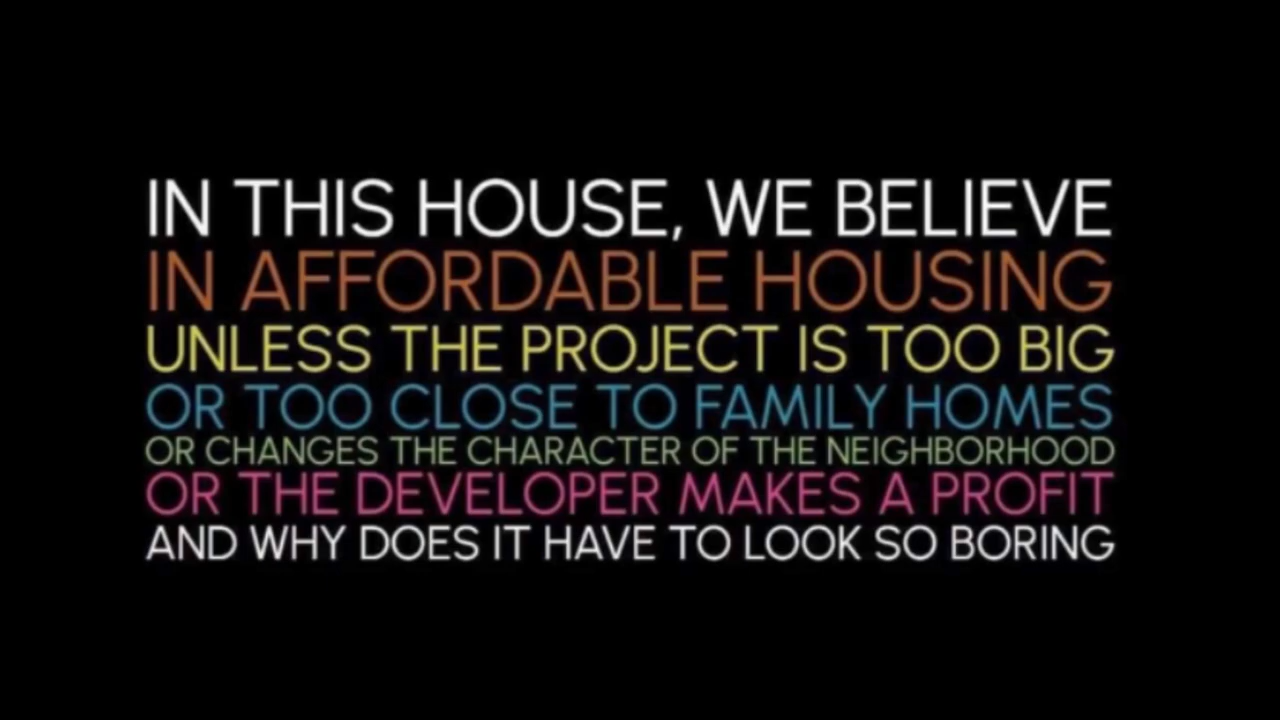 IN THIS HOUSE, WE BELIEVE
IN AFFORDABLE HOUSING
UNLESS THE PROJECT IS TOO BIG
OR TOO CLOSE TO FAMILY HOMES
OR CHANGES THE CHARACTER OF THE NEIGHBORHOOD
OR THE DEVELOPER MAKES A PROFIT
AND WHY DOES IT HAVE TO LOOK SO BORING